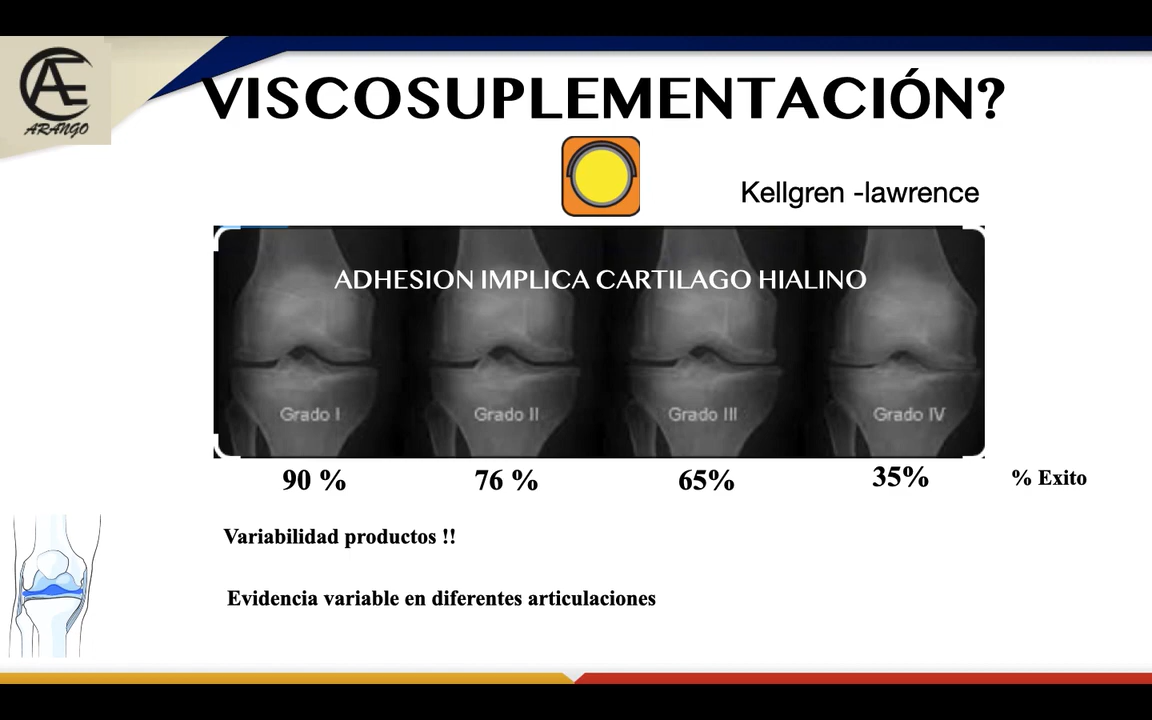 AE
ARANGO
VISCOSUPLEMENTACIÓN?
Kellgren -lawrence
ADHESION IMPLICA CARTILAGO HIALINO
Grado I Grado II Grado III Grado IV
90 % 76 % 65% 35% % Exito
Variabilidad productos !!
Evidencia variable en diferentes articulaciones